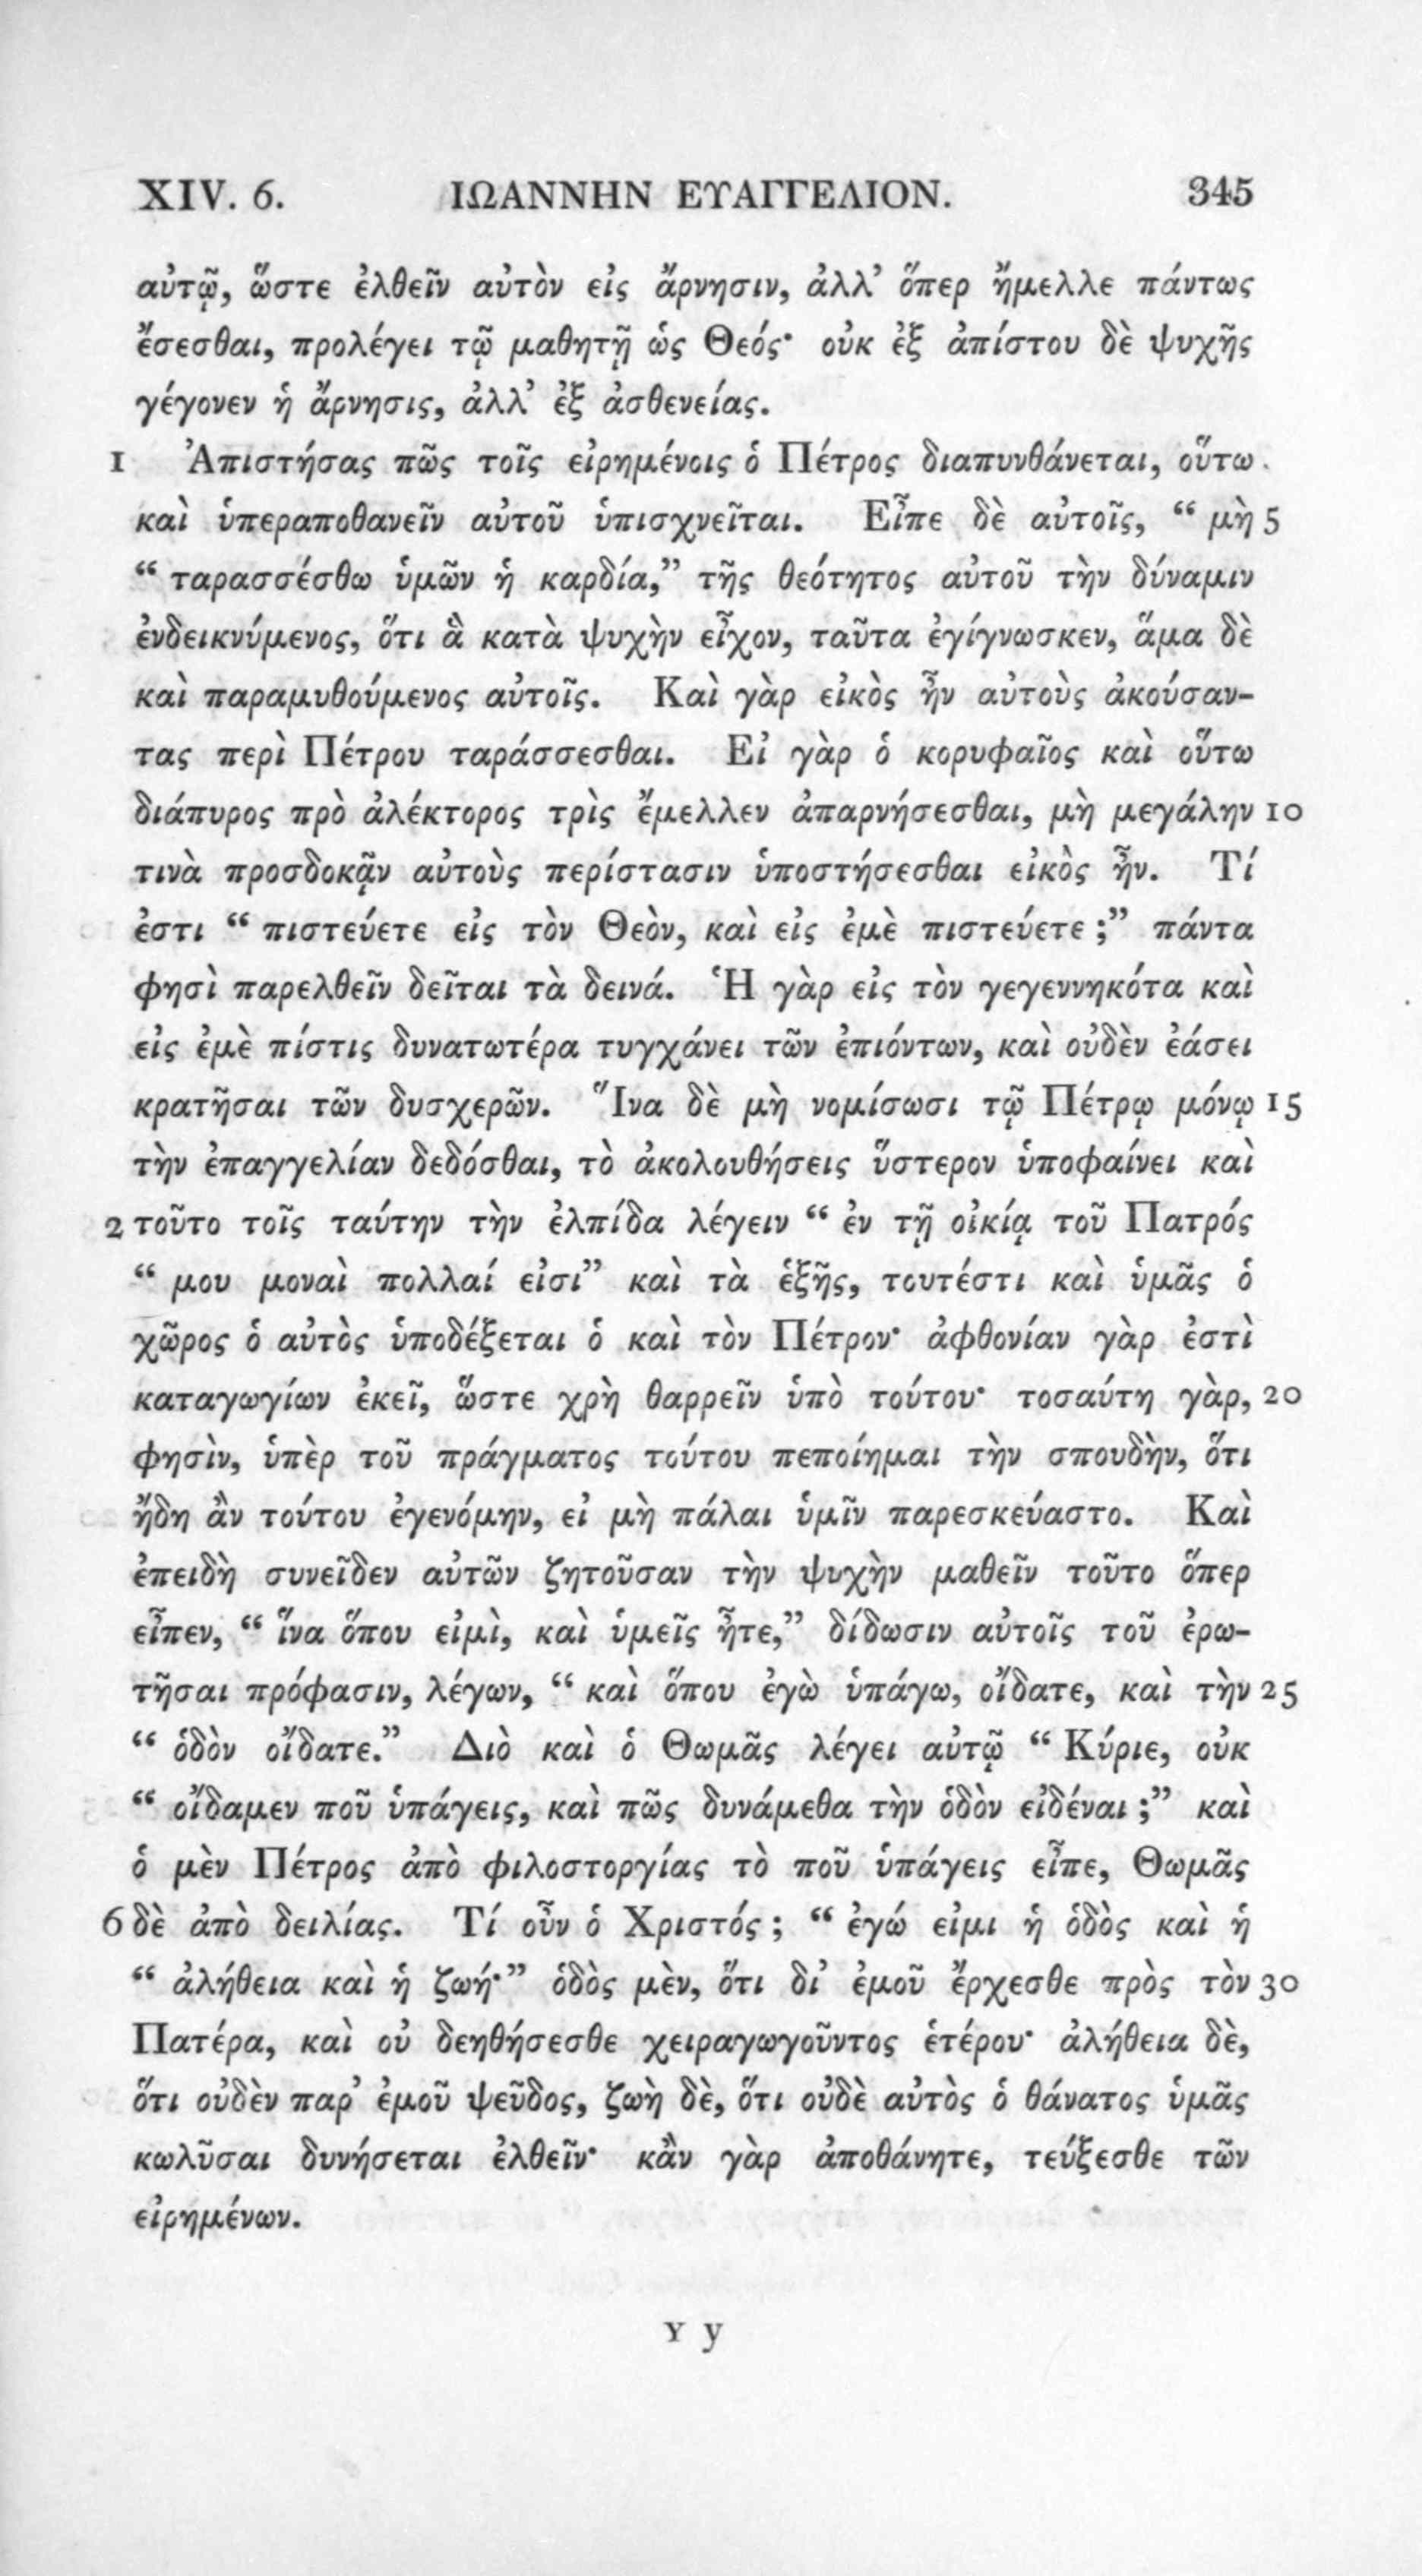 XIV. 6. ΙΩΑΝΝΗΝ ΕΥΑΓΓΕΛΙΟΝ. 345
αὐτῷ, ὥστε ἐλθεῖν αὐτὸν εἰς ἄρνησιν, ἀλλ’ ὅπερ ἤμελλε πάντως
ἔσεσθαι, προλέγει τῷ μαθητῇ ὡς Θεός· οὐκ ἐξ ἀπίστου δὲ ψυχῆς
γέγονεν ἡ ἄρνησις, ἀλλ’ ἐξ ἀσθενείας.
1 Ἀπιστήσας πῶς τοῖς εἰρημένοις ὁ Πέτρος διαπυνθάνεται, οὕτω
καὶ ὑπεραποθανεῖν αὐτοῦ ὑπισχνεῖται. Εἶπε δὲ αὐτοῖς, “ μὴ 5
“ ταρασσέσθω ὑμῶν ἡ καρδία,” τῆς θεότητος αὐτοῦ τὴν δύναμιν
ἐνδεικνύμενος, ὅτι ἃ κατὰ ψυχὴν εἶχον, ταῦτα ἐγίγνωσκεν, ἅμα δὲ
καὶ παραμυθούμενος αὐτοῖς. Καὶ γὰρ εἰκὸς ἦν αὐτοὺς ἀκούσαν-
τας περὶ Πέτρου ταράσσεσθαι. Εἰ γὰρ ὁ κορυφαῖος καὶ οὕτω
διάπυρος πρὸ ἀλέκτορος τρὶς ἔμελλεν ἀπαρνήσεσθαι, μὴ μεγάλην 10
τινὰ προσδοκᾷν αὐτοὺς περίστασιν ὑποστήσεσθαι εἰκὸς ἦν. Τί
ἐστι “ πιστεύετε εἰς τὸν Θεὸν, καὶ εἰς ἐμὲ πιστεύετε ;” πάντα
φησὶ παρελθεῖν δεῖται τὰ δεινά. Ἡ γὰρ εἰς τὸν γεγεννηκότα καὶ
εἰς ἐμὲ πίστις δυνατωτέρα τυγχάνει τῶν ἐπιόντων, καὶ οὐδὲν ἐάσει
κρατῆσαι τῶν δυσχερῶν. Ἵνα δὲ μὴ νομίσωσι τῷ Πέτρῳ μόνῳ 15
τὴν ἐπαγγελίαν δεδόσθαι, τὸ ἀκολουθήσεις ὕστερον ὑποφαίνει καὶ
2 τοῦτο τοῖς ταύτην τὴν ἐλπίδα λέγειν “ ἐν τῇ οἰκίᾳ τοῦ Πατρός
“ μου μοναὶ πολλαί εἰσι” καὶ τὰ ἑξῆς, τουτέστι καὶ ὑμᾶς ὁ
χῶρος ὁ αὐτὸς ὑποδέξεται ὁ καὶ τὸν Πέτρον· ἀφθονίαν γὰρ ἐστὶ
καταγωγίων ἐκεῖ, ὥστε χρὴ θαρρεῖν ὑπὸ τούτου· τοσαύτη γὰρ, 20
φησὶν, ὑπὲρ τοῦ πράγματος τούτου πεποίημαι τὴν σπουδὴν, ὅτι
ἤδη ἂν τούτου ἐγενόμην, εἰ μὴ πάλαι ὑμῖν παρεσκεύαστο. Καὶ
ἐπειδὴ συνεῖδεν αὐτῶν ζητοῦσαν τὴν ψυχὴν μαθεῖν τοῦτο ὅπερ
εἶπεν, “ ἵνα ὅπου εἰμὶ, καὶ ὑμεῖς ἦτε,” δίδωσιν αὐτοῖς τοῦ ἐρω-
τῆσαι πρόφασιν, λέγων, “ καὶ ὅπου ἐγὼ ὑπάγω, οἴδατε, καὶ τὴν 25
“ ὁδὸν οἴδατε.” Διὸ καὶ ὁ Θωμᾶς λέγει αὐτῷ “ Κύριε, οὐκ
“ οἴδαμεν ποῦ ὑπάγεις, καὶ πῶς δυνάμεθα τὴν ὁδὸν εἰδέναι ;” καὶ
ὁ μὲν Πέτρος ἀπὸ φιλοστοργίας τὸ ποῦ ὑπάγεις εἶπε, Θωμᾶς
6 δὲ ἀπὸ δειλίας. Τί οὖν ὁ Χριστός ; “ ἐγώ εἰμι ἡ ὁδὸς καὶ ἡ
“ ἀλήθεια καὶ ἡ ζωή·” ὁδὸς μὲν, ὅτι δι’ ἐμοῦ ἔρχεσθε πρὸς τὸν 30
Πατέρα, καὶ οὐ δεηθήσεσθε χειραγωγοῦντος ἑτέρου· ἀλήθεια δὲ,
ὅτι οὐδὲν παρ’ ἐμοῦ ψεῦδος, ζωὴ δὲ, ὅτι οὐδὲ αὐτὸς ὁ θάνατος ὑμᾶς
κωλῦσαι δυνήσεται ἐλθεῖν· κἂν γὰρ ἀποθάνητε, τεύξεσθε τῶν
εἰρημένων.
Y y